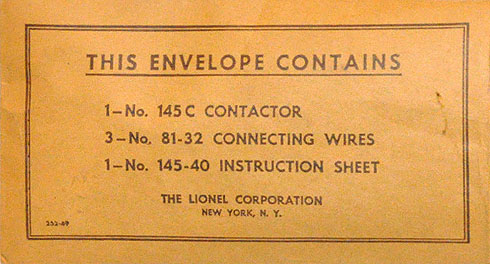 THIS ENVELOPE CONTAINS
1-No. 145C CONTACTOR
3-No. 81-32 CONNECTING WIRES
1-No. 145-40 INSTRUCTION SHEET
THE LIONEL CORPORATION
NEW YORK, N. Y.